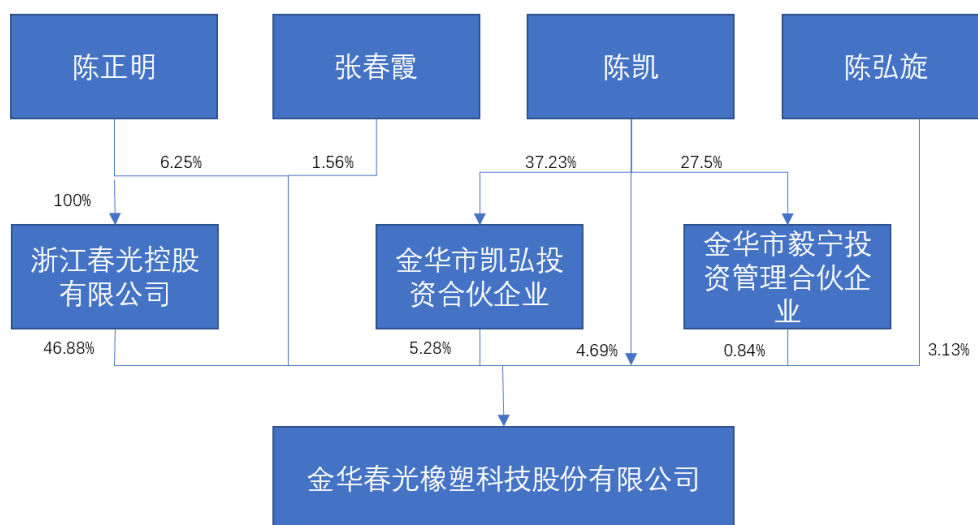 陈正明
张春霞
陈凯
陈弘旋
6.25%
1.56%
37.23%
27.5%
100%
浙江春光控股
有限公司
金华市凯弘投
资合伙企业
金华市毅宁投
资管理合伙企
业
46.88%
5.28%
4.69%
0.84%
3.13%
金华春光橡塑科技股份有限公司